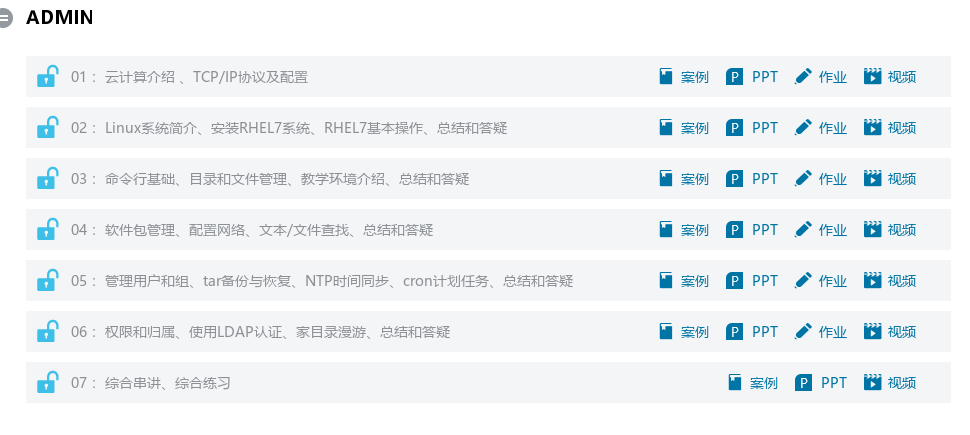 ADMIN
01： 云计算介绍 、TCP/IP协议及配置 案例 PPT 作业 视频
02： Linux系统简介、安装RHEL7系统、RHEL7基本操作、总结和答疑 案例 PPT 作业 视频
03： 命令行基础、目录和文件管理、教学环境介绍、总结和答疑 案例 PPT 作业 视频
04： 软件包管理、配置网络、文本/文件查找、总结和答疑 案例 PPT 作业 视频
05： 管理用户和组、tar备份与恢复、NTP时间同步、cron计划任务、总结和答疑 案例 PPT 作业 视频
06： 权限和归属、使用LDAP认证、家目录漫游、总结和答疑 案例 PPT 作业 视频
07： 综合串讲、综合练习 案例 PPT 视频